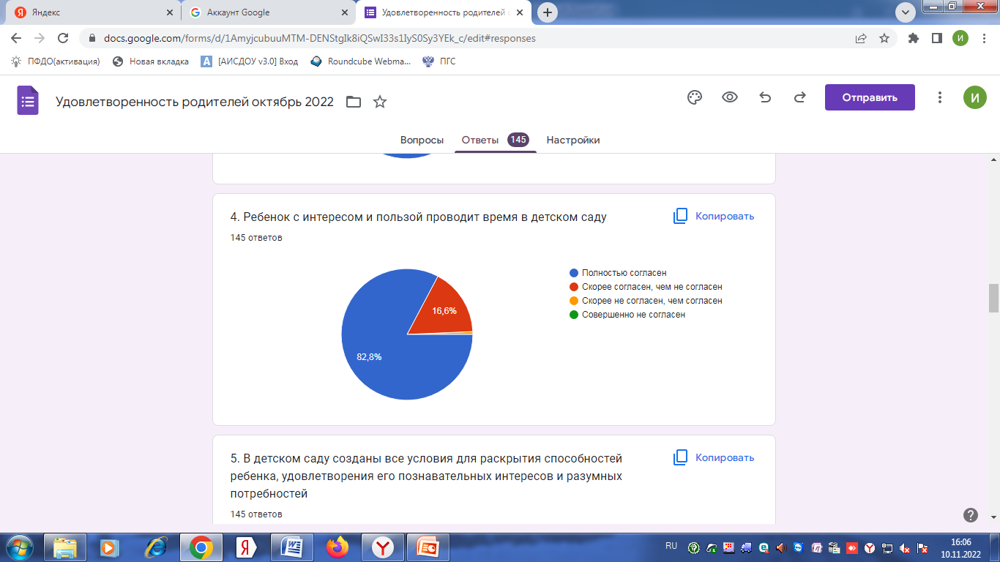 Яндекс
Аккаунт Google
Удовлетворенность родителей
docs.google.com/forms/d/1AmyjcubuuMTM-DENStgIk8iQSwI33s1IyS0Sy3YEk_c/edit#responses
И
ПФДО(активация)
Новая вкладка
[АИСДОУ v3.0] Вход
Roundcube Webma...
ПГС
Удовлетворенность родителей октябрь 2022
Отправить
И
Вопросы
Ответы 145
Настройки
4. Ребенок с интересом и пользой проводит время в детском саду
Копировать
145 ответов
Полностью согласен
Скорее согласен, чем не согласен
Скорее не согласен, чем согласен
Совершенно не согласен
16,6%
82,8%
5. В детском саду созданы все условия для раскрытия способностей
ребенка, удовлетворения его познавательных интересов и разумных
потребностей
Копировать
145 ответов
RU
16:06
10.11.2022